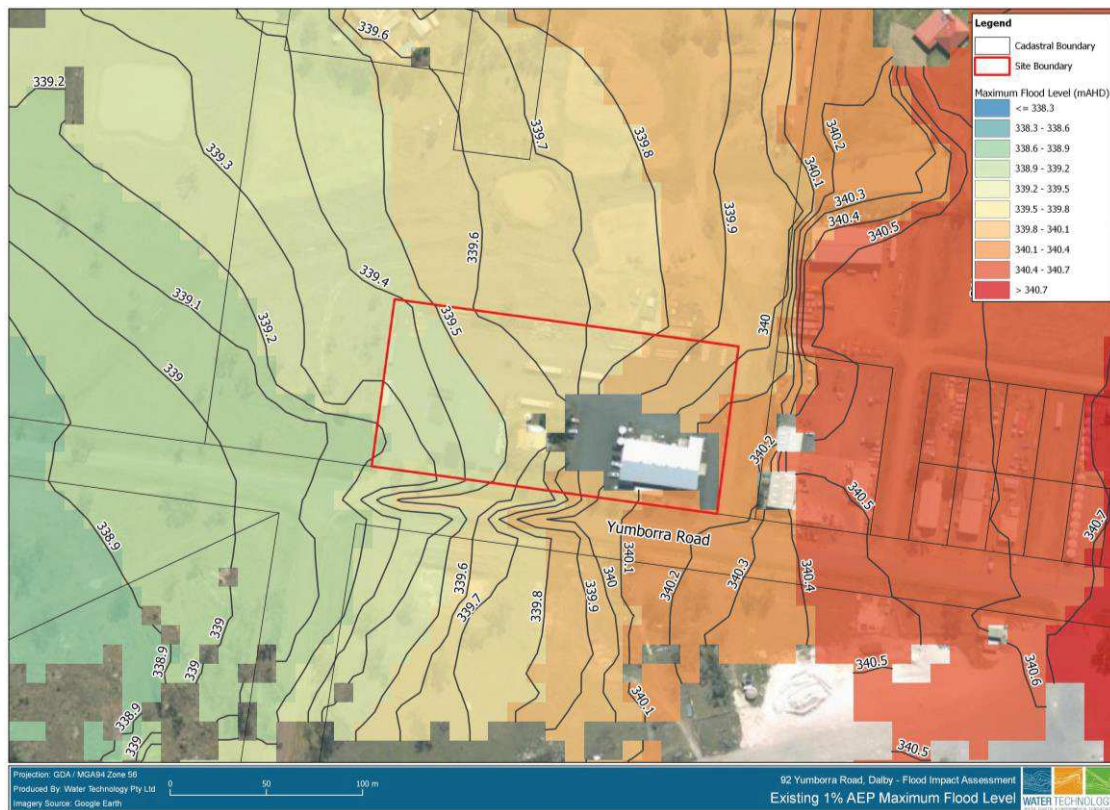 Legend
Cadastral Boundary
Site Boundary
Maximum Flood Level (mAHD)
<= 338.3
338.3 - 338.6
338.6 - 338.9
338.9 - 339.2
339.2 - 339.5
339.5 - 339.8
339.8 - 340.1
340.1 - 340.4
340.4 - 340.7
> 340.7
339.6
339.2
339.3
339.7
339.8
340.2
340.1
340.3
340.4
340.5
339.9
339.6
339.4
339.1
339.2
339.5
340
339
340.2
340.5
340.7
Yumborra Road
338.9
339.6
340.1
340
340.2
340.3
340.4
339.7
339.8
339.9
339
338.9
339
340.5
340.6
338.9
340.1
339
340.5
Projection: GDA / MGA94 Zone 56
Produced By: Water Technology Pty Ltd
Imagery Source: Google Earth
0 50 100 m
92 Yumborra Road, Dalby - Flood Impact Assessment
Existing 1% AEP Maximum Flood Level
WATER TECHNOLOGY